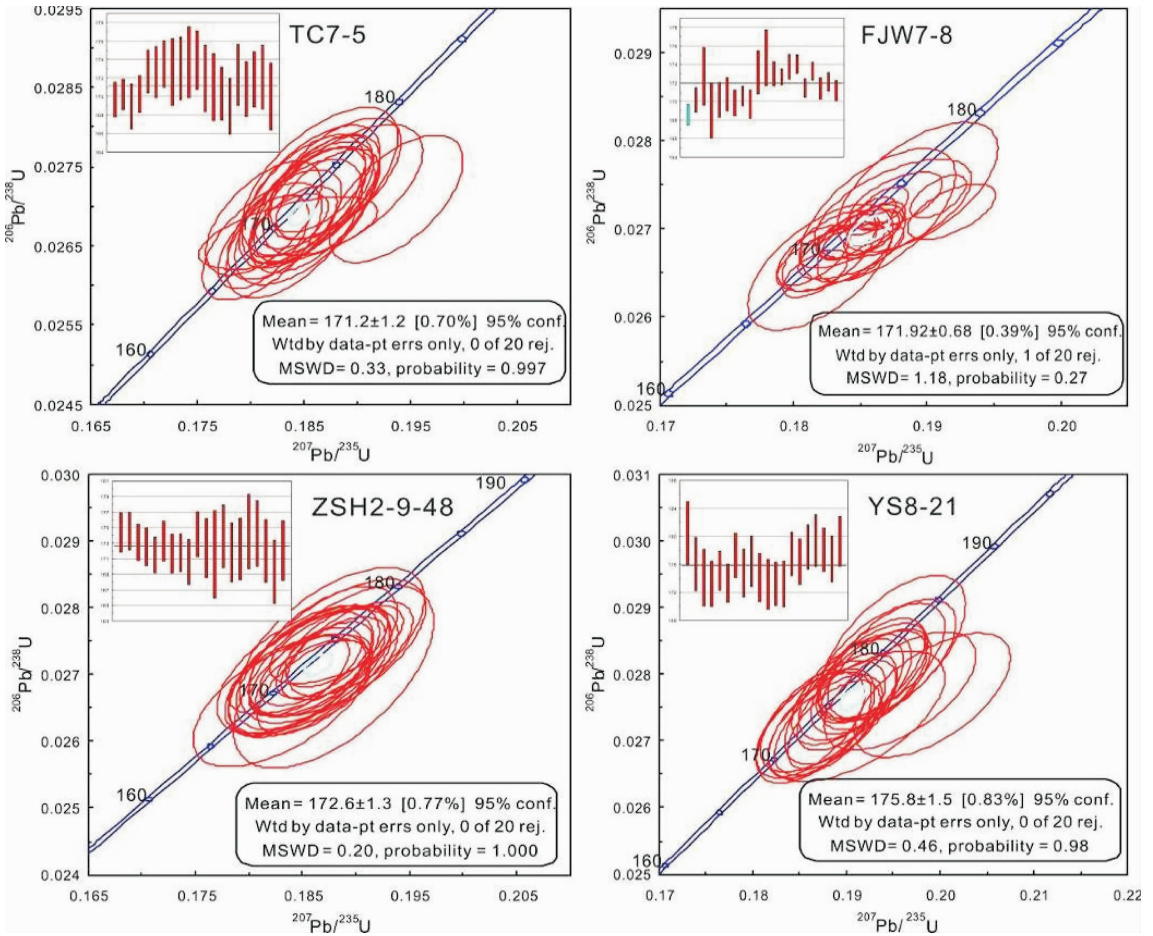 TC7-5
0.0295
0.0285
0.0275
0.0265
0.0255
0.0245
206Pb/238U
180
170
160
Mean = 171.2±1.2 [0.70%] 95% conf.
Wtd by data-pt errs only, 0 of 20 rej.
MSWD = 0.33, probability = 0.997
0.165 0.175 0.185 0.195 0.205
207Pb/235U
FJW7-8
0.029
0.028
0.027
0.026
0.025
206Pb/238U
180
170
160
Mean = 171.92±0.68 [0.39%] 95% conf.
Wtd by data-pt errs only, 1 of 20 rej.
MSWD = 1.18, probability = 0.27
0.17 0.18 0.19 0.20
207Pb/235U
ZSH2-9-48
0.030
0.029
0.028
0.027
0.026
0.025
0.024
206Pb/238U
190
180
170
160
Mean = 172.6±1.3 [0.77%] 95% conf.
Wtd by data-pt errs only, 0 of 20 rej.
MSWD = 0.20, probability = 1.000
0.165 0.175 0.185 0.195 0.205
207Pb/235U
YS8-21
0.031
0.030
0.029
0.028
0.027
0.026
0.025
206Pb/238U
190
180
170
160
Mean = 175.8±1.5 [0.83%] 95% conf.
Wtd by data-pt errs only, 0 of 20 rej.
MSWD = 0.46, probability = 0.98
0.17 0.18 0.19 0.20 0.21 0.22
207Pb/235U